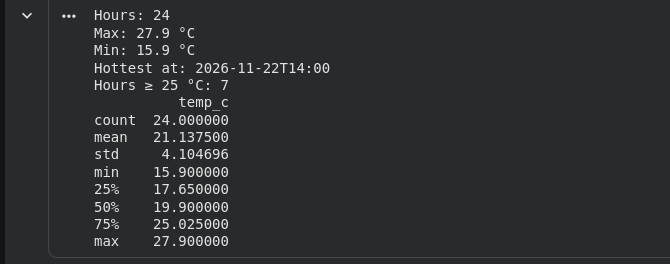 Hours: 24
Max: 27.9 °C
Min: 15.9 °C
Hottest at: 2026-11-22T14:00
Hours ≥ 25 °C: 7
          temp_c
count  24.000000
mean   21.137500
std     4.104696
min    15.900000
25%    17.650000
50%    19.900000
75%    25.025000
max    27.900000